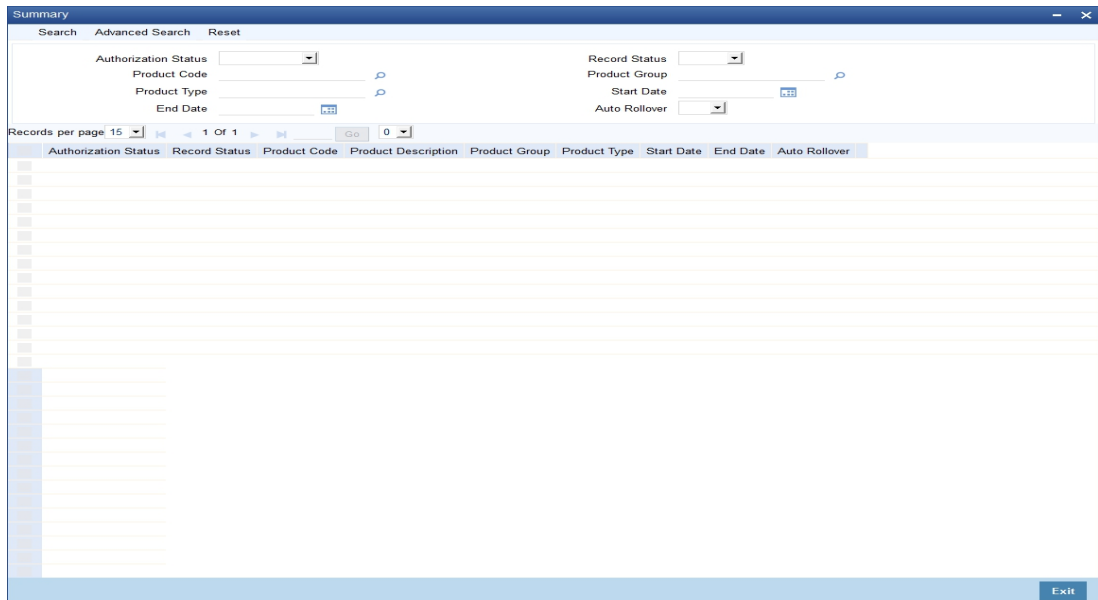 Summary
Search Advanced Search Reset
Authorization Status Record Status
Product Code Product Group
Product Type Start Date
End Date Auto Rollover
Records per page 15 1 Of 1 Go 0
Authorization Status Record Status Product Code Product Description Product Group Product Type Start Date End Date Auto Rollover
Exit